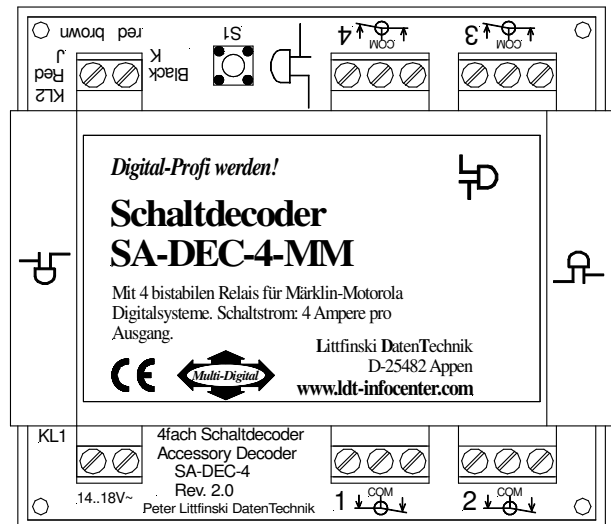 red brown
J K
Red Black
KL2
S1
4 COM
3 COM
Digital-Profi werden!
Schaltdecoder
SA-DEC-4-MM
Mit 4 bistabilen Relais für Märklin-Motorola
Digitalsysteme. Schaltstrom: 4 Ampere pro
Ausgang.
Littfinski DatenTechnik
D-25482 Appen
www.ldt-infocenter.com
CE
Multi-Digital
KL1
14..18V~
4fach Schaltdecoder
Accessory Decoder
SA-DEC-4
Rev. 2.0
Peter Littfinski DatenTechnik
1 COM
2 COM